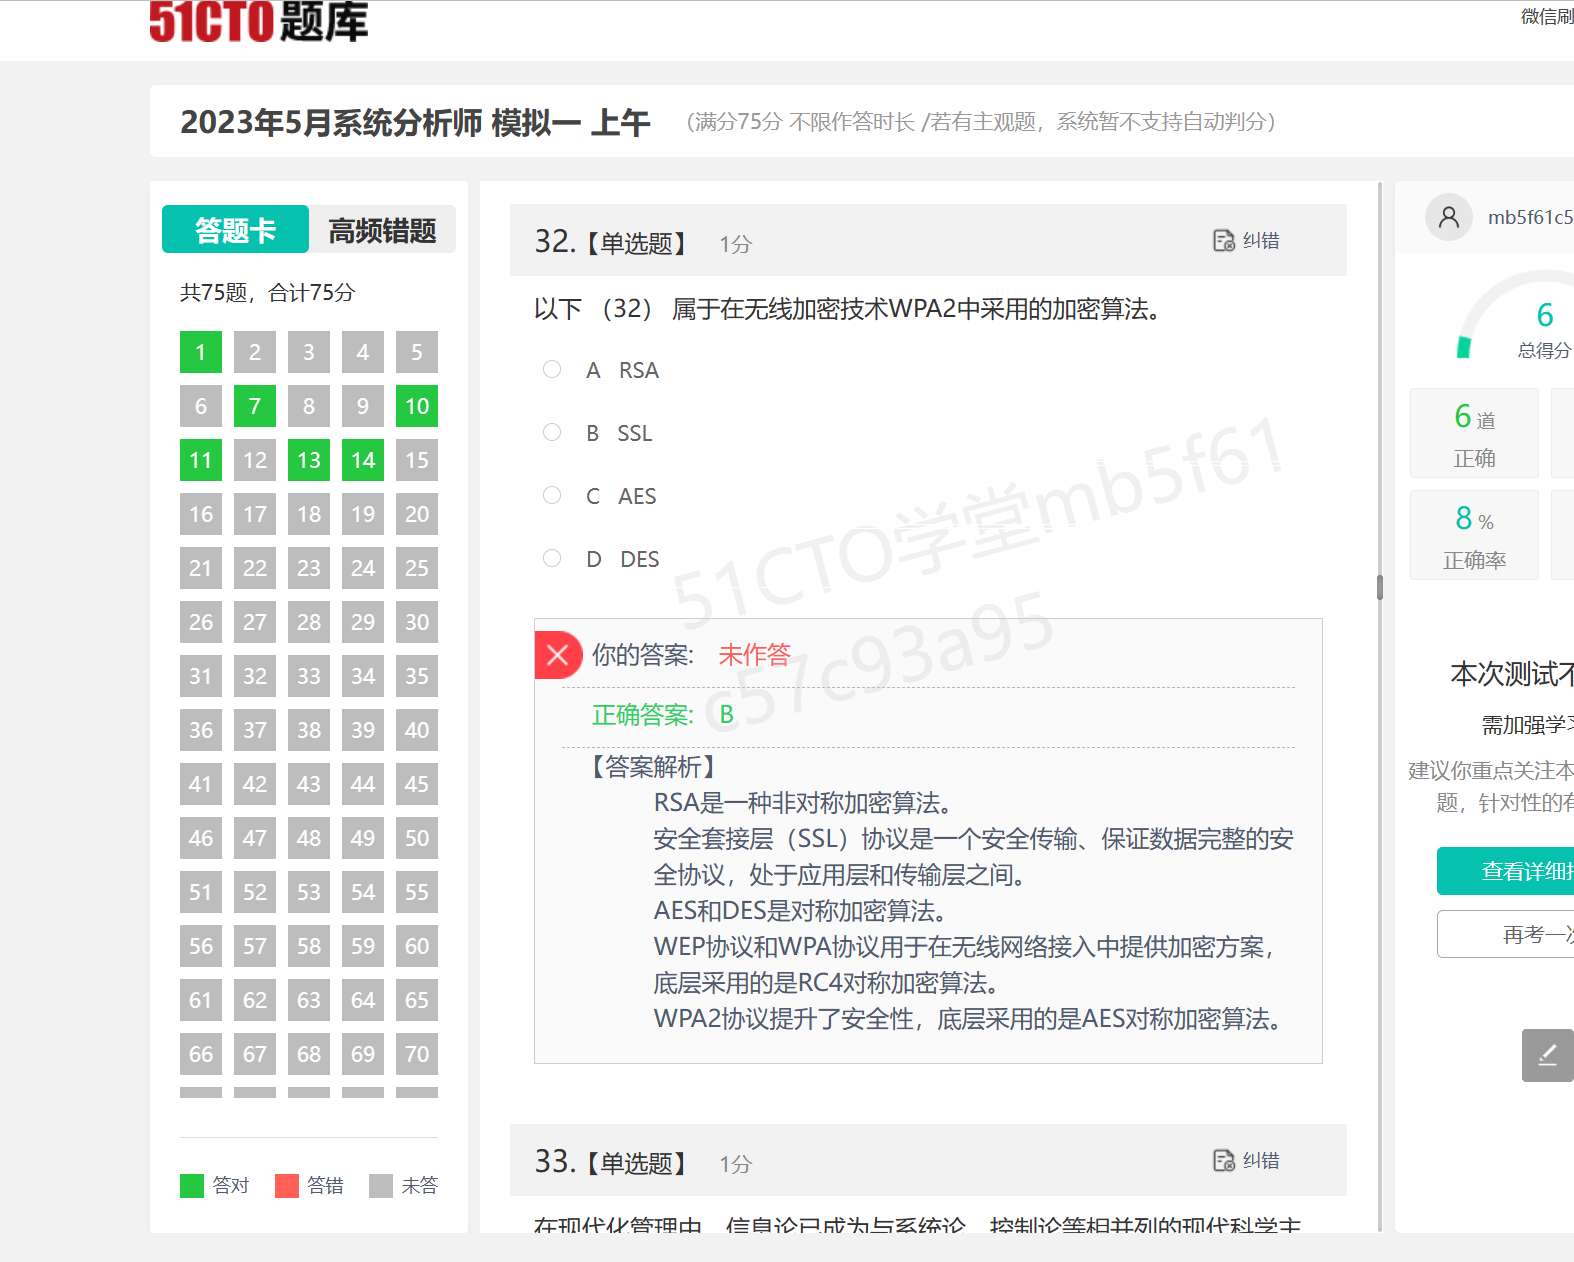 51CTO题库
微信刷
2023年5月系统分析师 模拟一 上午 （满分75分 不限作答时长 /若有主观题，系统暂不支持自动判分）
答题卡 高频错题
共75题，合计75分
1 2 3 4 5
6 7 8 9 10
11 12 13 14 15
16 17 18 19 20
21 22 23 24 25
26 27 28 29 30
31 32 33 34 35
36 37 38 39 40
41 42 43 44 45
46 47 48 49 50
51 52 53 54 55
56 57 58 59 60
61 62 63 64 65
66 67 68 69 70
答对 答错 未答
32.【单选题】 1分 纠错
以下 （32） 属于在无线加密技术WPA2中采用的加密算法。
A RSA
B SSL
C AES
D DES
51CTO学堂mb5f61
c57c93a95
你的答案: 未作答
正确答案: B
【答案解析】
RSA是一种非对称加密算法。
安全套接层（SSL）协议是一个安全传输、保证数据完整的安
全协议，处于应用层和传输层之间。
AES和DES是对称加密算法。
WEP协议和WPA协议用于在无线网络接入中提供加密方案，
底层采用的是RC4对称加密算法。
WPA2协议提升了安全性，底层采用的是AES对称加密算法。
33.【单选题】 1分 纠错
在现代化管理中，信息论已成为与系统论、控制论等相并列的现代科学主
mb5f61c5
6
总得分
6 道
正确
8 %
正确率
本次测试不
需加强学习
建议你重点关注本
题，针对性的有
查看详细
再考一次